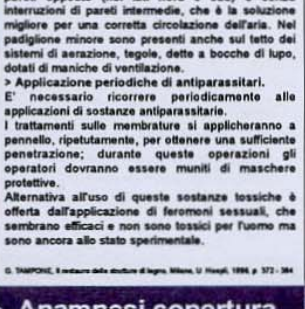 interruzioni di pareti intermedie, che è la soluzione
migliore per una corretta circolazione dell'aria. Nel
padiglione minore sono presenti anche sul tetto dei
sistemi di aerazione, tegole, dette a bocche di lupo,
dotati di maniche di ventilazione.
> Applicazione periodiche di antiparassitari.
E' necessario ricorrere periodicamente alle
applicazioni di sostanze antiparassitarie.
I trattamenti sulle membrature si applicheranno a
pennello, ripetutamente, per ottenere una sufficiente
penetrazione; durante queste operazioni gli
operatori dovranno essere muniti di maschere
protettive.
Alternativa all'uso di queste sostanze tossiche è
offerta dall'applicazione di feromoni sessuali, che
sembrano efficaci e non sono tossici per l'uomo ma
sono ancora allo stato sperimentale.
G. TAMPONE, Il restauro delle strutture di legno, Milano, U. Hoepli, 1996, p. 372 - 384
Anamnesi copertura